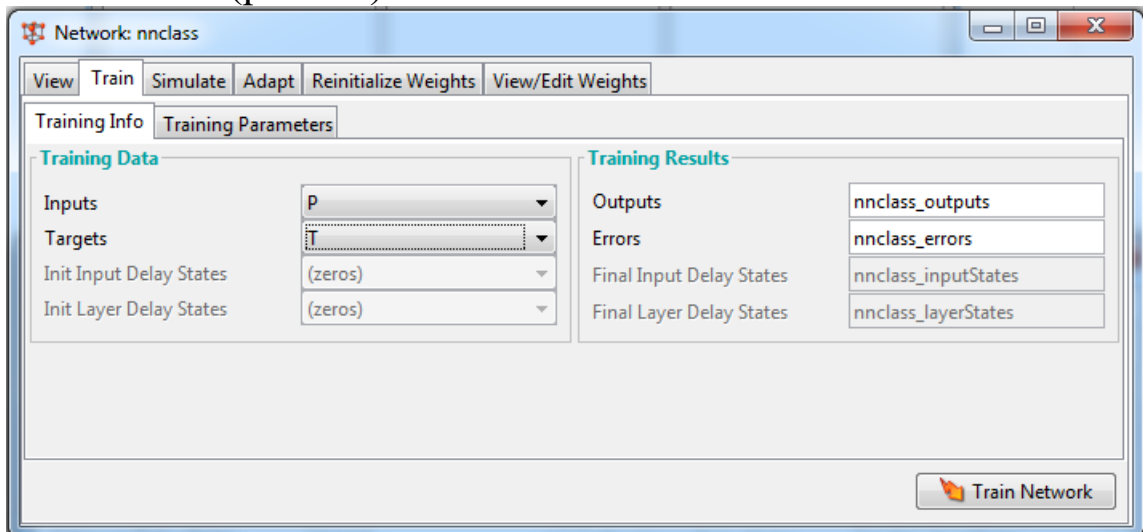 Network: nnclass
View Train Simulate Adapt Reinitialize Weights View/Edit Weights
Training Info Training Parameters
Training Data
Inputs P
Targets T
Init Input Delay States (zeros)
Init Layer Delay States (zeros)
Training Results
Outputs nnclass_outputs
Errors nnclass_errors
Final Input Delay States nnclass_inputStates
Final Layer Delay States nnclass_layerStates
Train Network